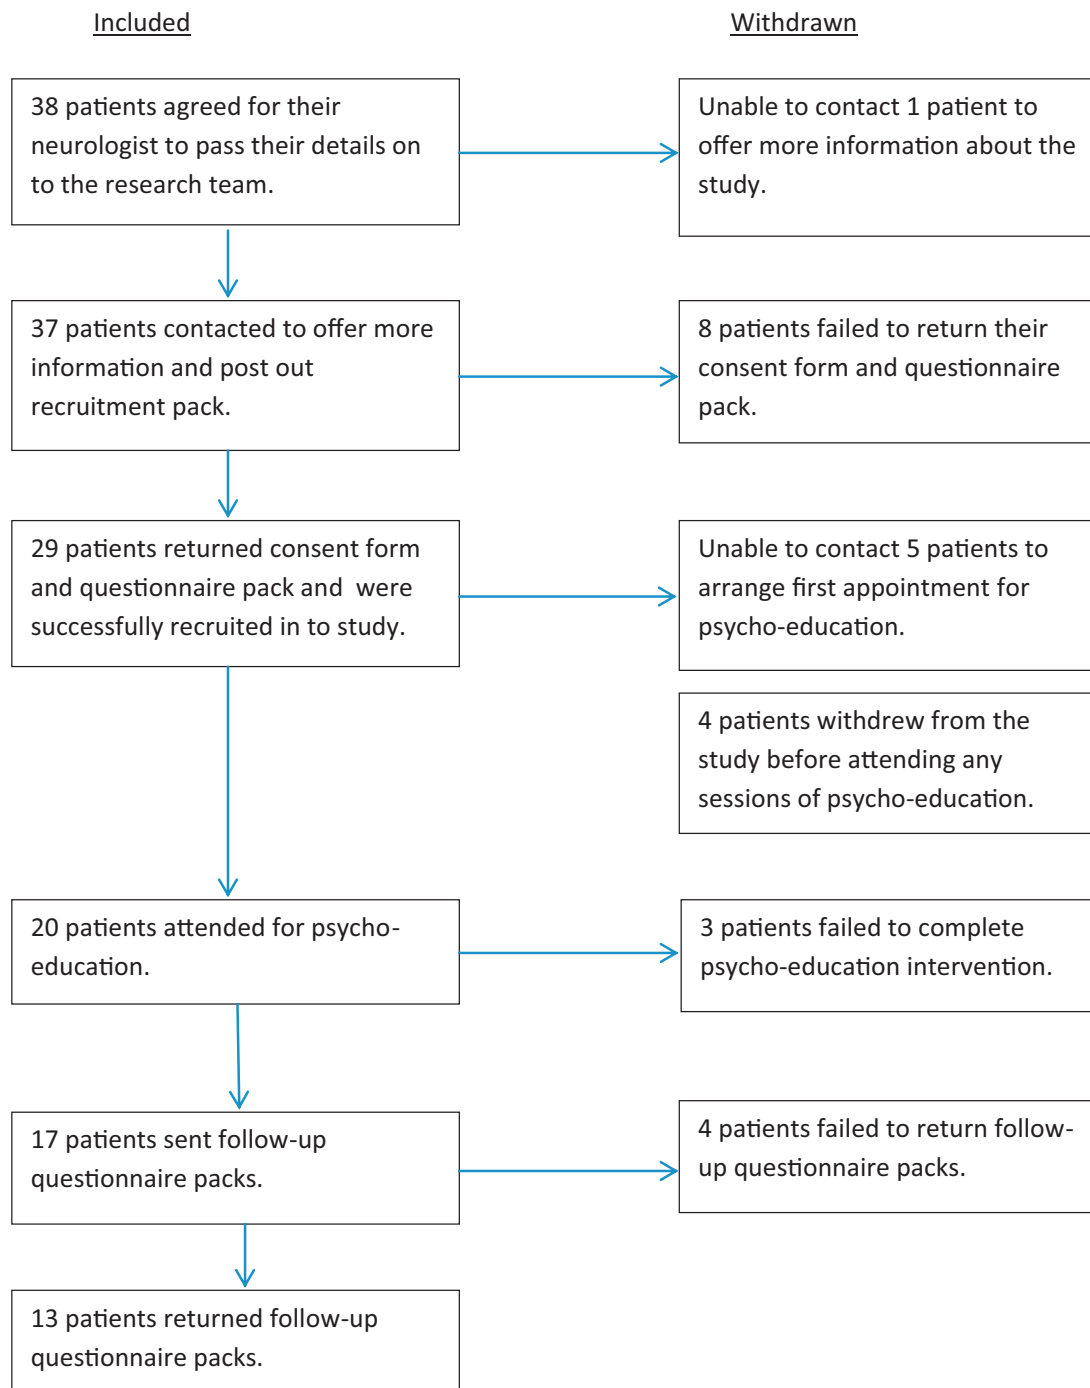 Included
Withdrawn
38 patients agreed for their
neurologist to pass their details on
to the research team.
Unable to contact 1 patient to
offer more information about the
study.
37 patients contacted to offer more
information and post out
recruitment pack.
8 patients failed to return their
consent form and questionnaire
pack.
29 patients returned consent form
and questionnaire pack and were
successfully recruited in to study.
Unable to contact 5 patients to
arrange first appointment for
psycho-education.
4 patients withdrew from the
study before attending any
sessions of psycho-education.
20 patients attended for psycho-
education.
3 patients failed to complete
psycho-education intervention.
17 patients sent follow-up
questionnaire packs.
4 patients failed to return follow-
up questionnaire packs.
13 patients returned follow-up
questionnaire packs.